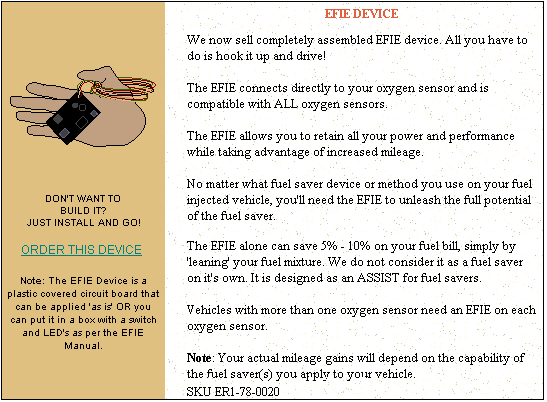 EFIE DEVICE
We now sell completely assembled EFIE device. All you have to
do is hook it up and drive!
The EFIE connects directly to your oxygen sensor and is
compatible with ALL oxygen sensors.
The EFIE allows you to retain all your power and performance
while taking advantage of increased mileage.
No matter what fuel saver device or method you use on your fuel
injected vehicle, you'll need the EFIE to unleash the full potential
of the fuel saver.
The EFIE alone can save 5% - 10% on your fuel bill, simply by
'leaning' your fuel mixture. We do not consider it as a fuel saver
on it's own. It is designed as an ASSIST for fuel savers.
Vehicles with more than one oxygen sensor need an EFIE on each
oxygen sensor.
Note: Your actual mileage gains will depend on the capability of
the fuel saver(s) you apply to your vehicle.
SKU ER1-78-0020
DON'T WANT TO
BUILD IT?
JUST INSTALL AND GO!
ORDER THIS DEVICE
Note: The EFIE Device is a
plastic covered circuit board that
can be applied 'as is' OR you
can put it in a box with a switch
and LED's as per the EFIE
Manual.